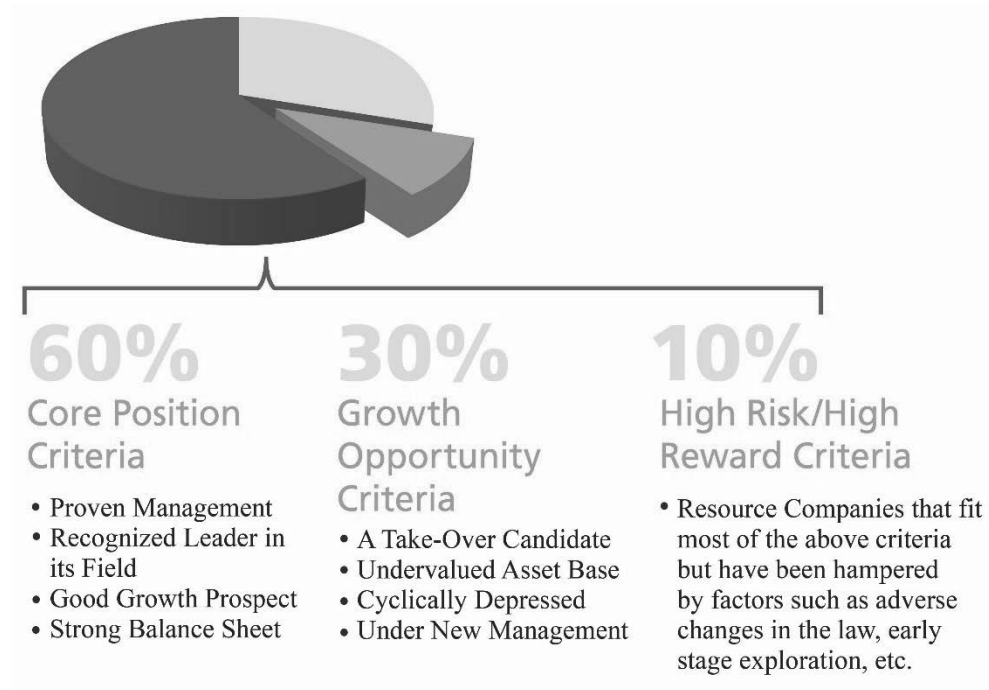 60%
Core Position
Criteria
• Proven Management
• Recognized Leader in
its Field
• Good Growth Prospect
• Strong Balance Sheet
30%
Growth
Opportunity
Criteria
• A Take-Over Candidate
• Undervalued Asset Base
• Cyclically Depressed
• Under New Management
10%
High Risk/High
Reward Criteria
• Resource Companies that fit
most of the above criteria
but have been hampered
by factors such as adverse
changes in the law, early
stage exploration, etc.